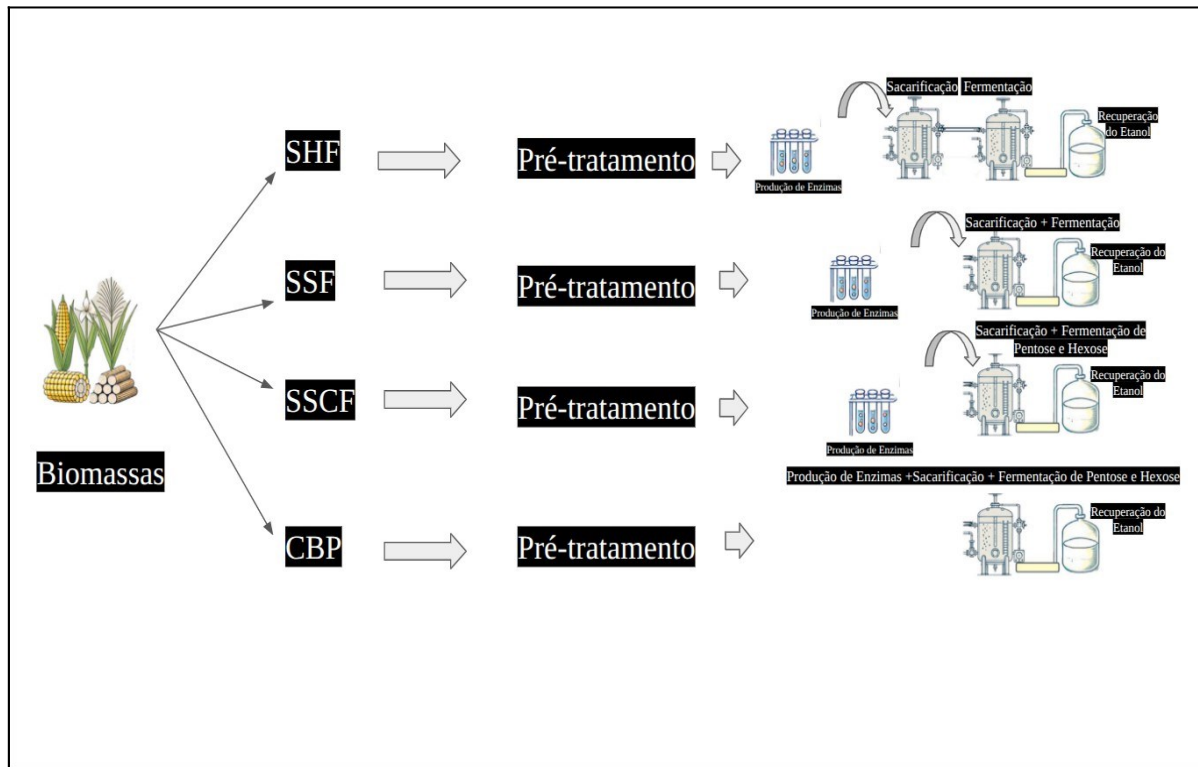 Sacarificação Fermentação
Recuperação
do Etanol
SHF
Pré-tratamento
Produção de Enzimas
Sacarificação + Fermentação
SSF
Pré-tratamento
Recuperação do
Etanol
Produção de Enzimas
Sacarificação + Fermentação de
Pentose e Hexose
SSCF
Pré-tratamento
Recuperação do
Etanol
Produção de Enzimas
Biomassas
Produção de Enzimas +Sacarificação + Fermentação de Pentose e Hexose
CBP
Pré-tratamento
Recuperação do
Etanol